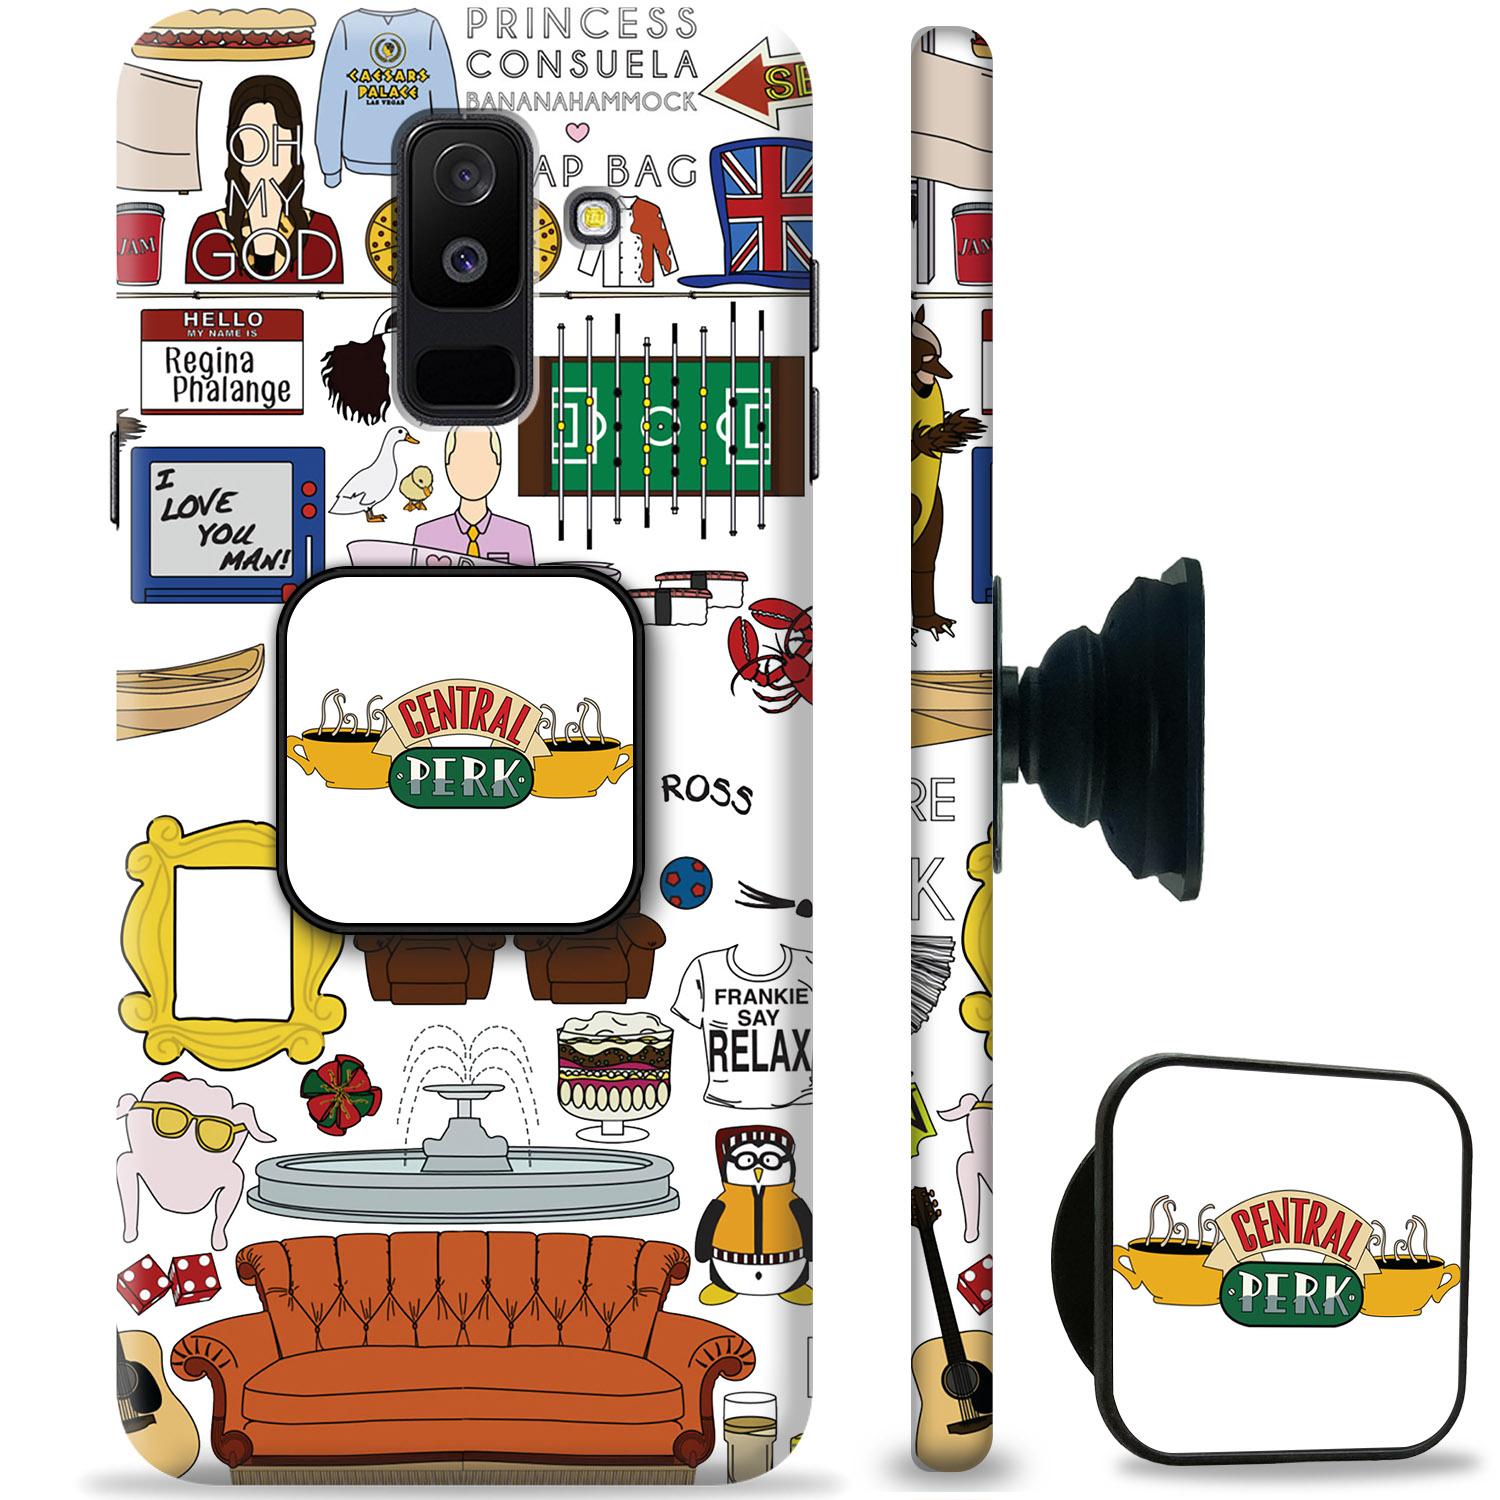 PRINCESS
CONSUELA
BANANAHAMMOCK
AP BAG
CAESARS
PALACE
LAS VEGAS
SE
OH
MY
GOD
JAM
JAM
HELLO
MY NAME IS
Regina
Phalange
I
LOVE
YOU
MAN!
CENTRAL
PERK
ROSS
RE
K
FRANKIE
SAY
RELAX
CENTRAL
PERK